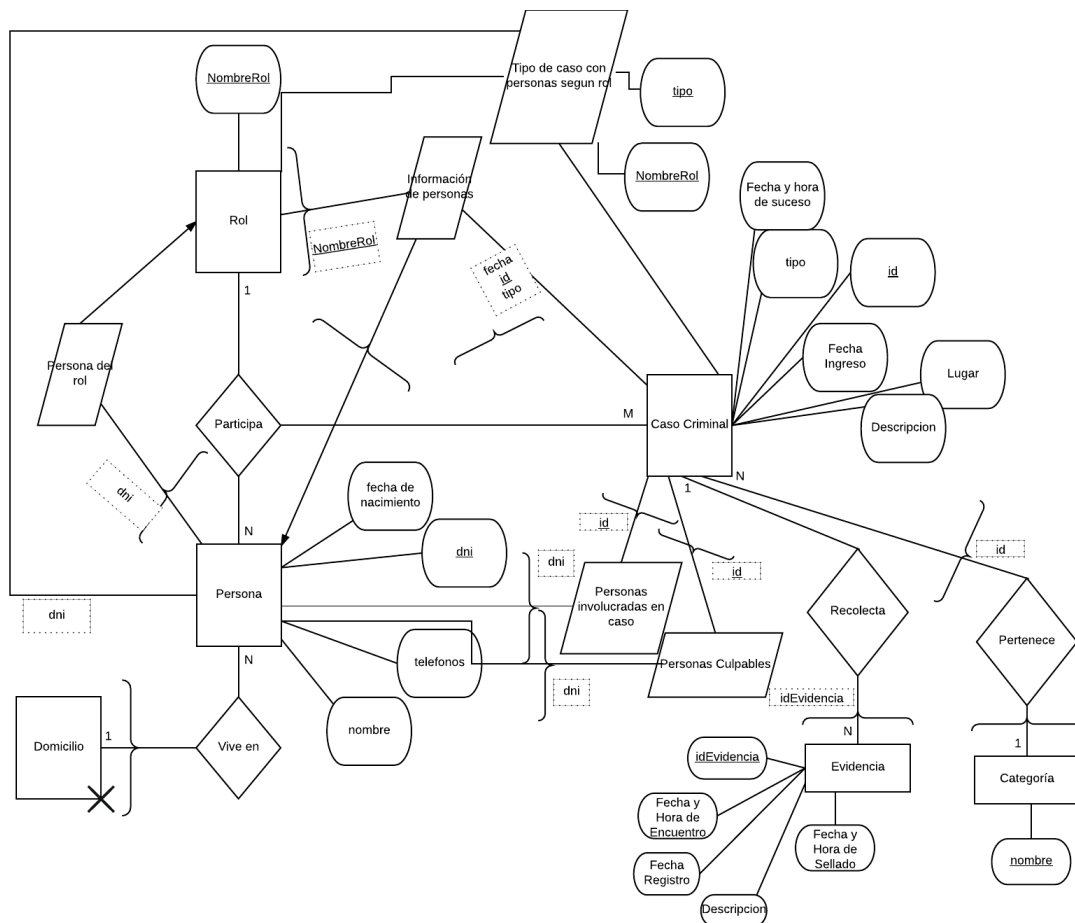 Tipo de caso con
personas segun rol
NombreRol
tipo
Información
de personas
NombreRol
Fecha y hora
de suceso
Rol
NombreRol
fecha
id
tipo
tipo
id
1
Persona del
rol
Fecha
Ingreso
Lugar
Participa
M
Caso Criminal
Descripcion
dni
fecha de
nacimiento
N
1
id
N
dni
dni
id
id
Persona
Personas
involucradas en
caso
Recolecta
dni
Pertenece
N
telefonos
Personas Culpables
dni
idEvidencia
Domicilio
1
Vive en
nombre
N
1
idEvidencia
Evidencia
Categoría
Fecha y
Hora de
Encuentro
Fecha y
Hora de
Sellado
Fecha
Registro
nombre
Descripcion